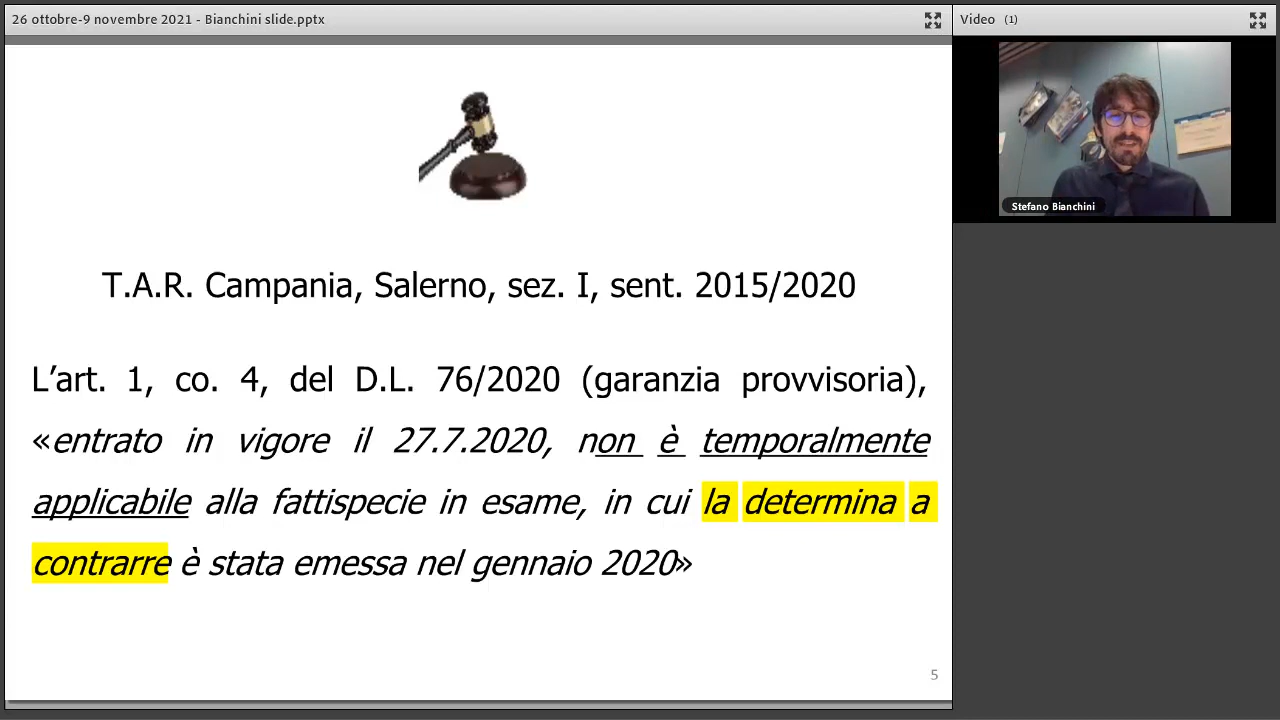 26 ottobre-9 novembre 2021 - Bianchini slide.pptx
Video (1)
Stefano Bianchini
T.A.R. Campania, Salerno, sez. I, sent. 2015/2020
L’art. 1, co. 4, del D.L. 76/2020 (garanzia provvisoria),
«entrato in vigore il 27.7.2020, non è temporalmente
applicabile alla fattispecie in esame, in cui la determina a
contrarre è stata emessa nel gennaio 2020»
5